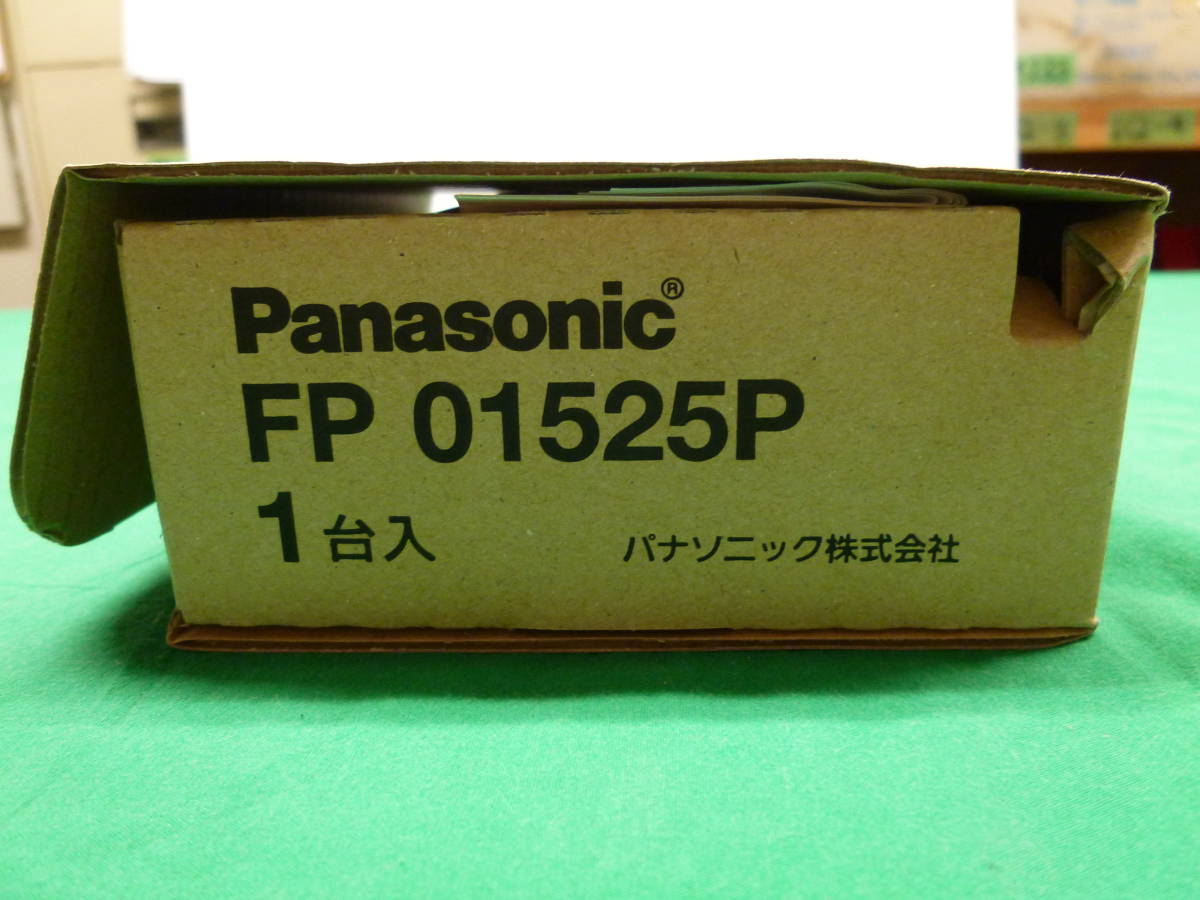 Panasonic®
FP 01525P
1台入
パナソニック株式会社